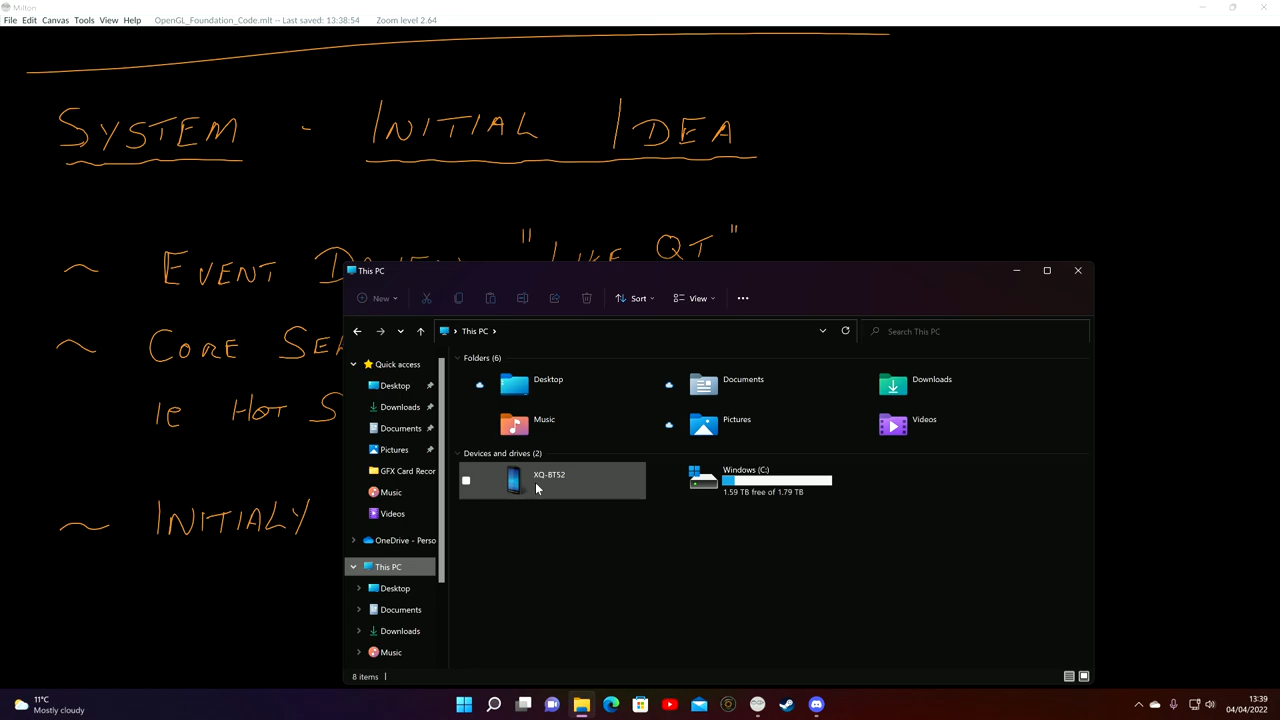 Milton
File Edit Canvas Tools View Help OpenGL_Foundation_Code.mlt -- Last saved: 13:38:54 Zoom level 2.64
SYSTEM - INITIAL IDEA
~ EVENT "LIKE QT"
~ CORE
ie HOT S
~ INITIALY
This PC
New Sort View
This PC Search This PC
Quick access
Desktop
Downloads
Documents
Pictures
GFX Card Recor
Music
Videos
OneDrive - Perso
This PC
Desktop
Documents
Downloads
Music
Folders (6)
Desktop Documents Downloads
Music Pictures Videos
Devices and drives (2)
XQ-BT52 Windows (C:)
1.59 TB free of 1.79 TB
8 items
11°C
Mostly cloudy
13:39
04/04/2022